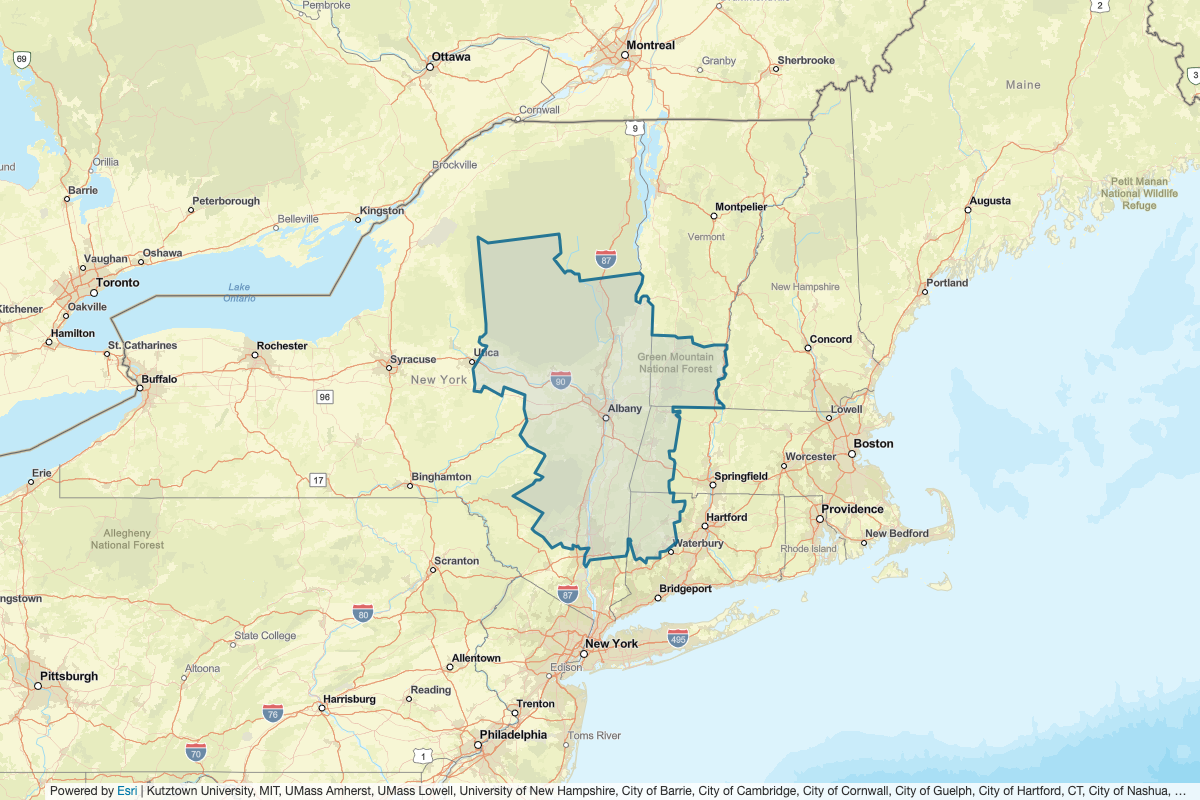 Pembroke
69
Ottawa
Montreal
Granby
Sherbrooke
2
3
Cornwall
9
Maine
Brockville
Orillia
Barrie
Peterborough
Belleville
Kingston
Montpelier
Augusta
Petit Manan
National Wildlife
Refuge
Vermont
Vaughan
Oshawa
Toronto
Lake
Ontario
87
New Hampshire
Portland
Kitchener
Oakville
Hamilton
St. Catharines
Rochester
Syracuse
Utica
Green Mountain
National Forest
Concord
Buffalo
New York
90
96
Albany
Lowell
Boston
Worcester
Erie
17
Binghamton
Springfield
Hartford
Providence
Allegheny
National Forest
New Bedford
Waterbury
Rhode Island
Scranton
ngstown
80
87
Bridgeport
State College
New York
495
Allentown
Edison
Altoona
Pittsburgh
Reading
Harrisburg
Trenton
76
Philadelphia
Toms River
70
1
Powered by Esri | Kutztown University, MIT, UMass Amherst, UMass Lowell, University of New Hampshire, City of Barrie, City of Cambridge, City of Cornwall, City of Guelph, City of Hartford, CT, City of Nashua, …